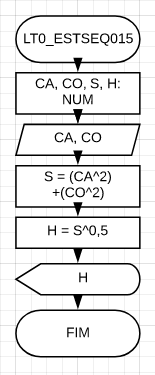 LT0_ESTSEQ015
CA, CO, S, H:
NUM
CA, CO
S = (CA^2)
+(CO^2)
H = S^0,5
H
FIM